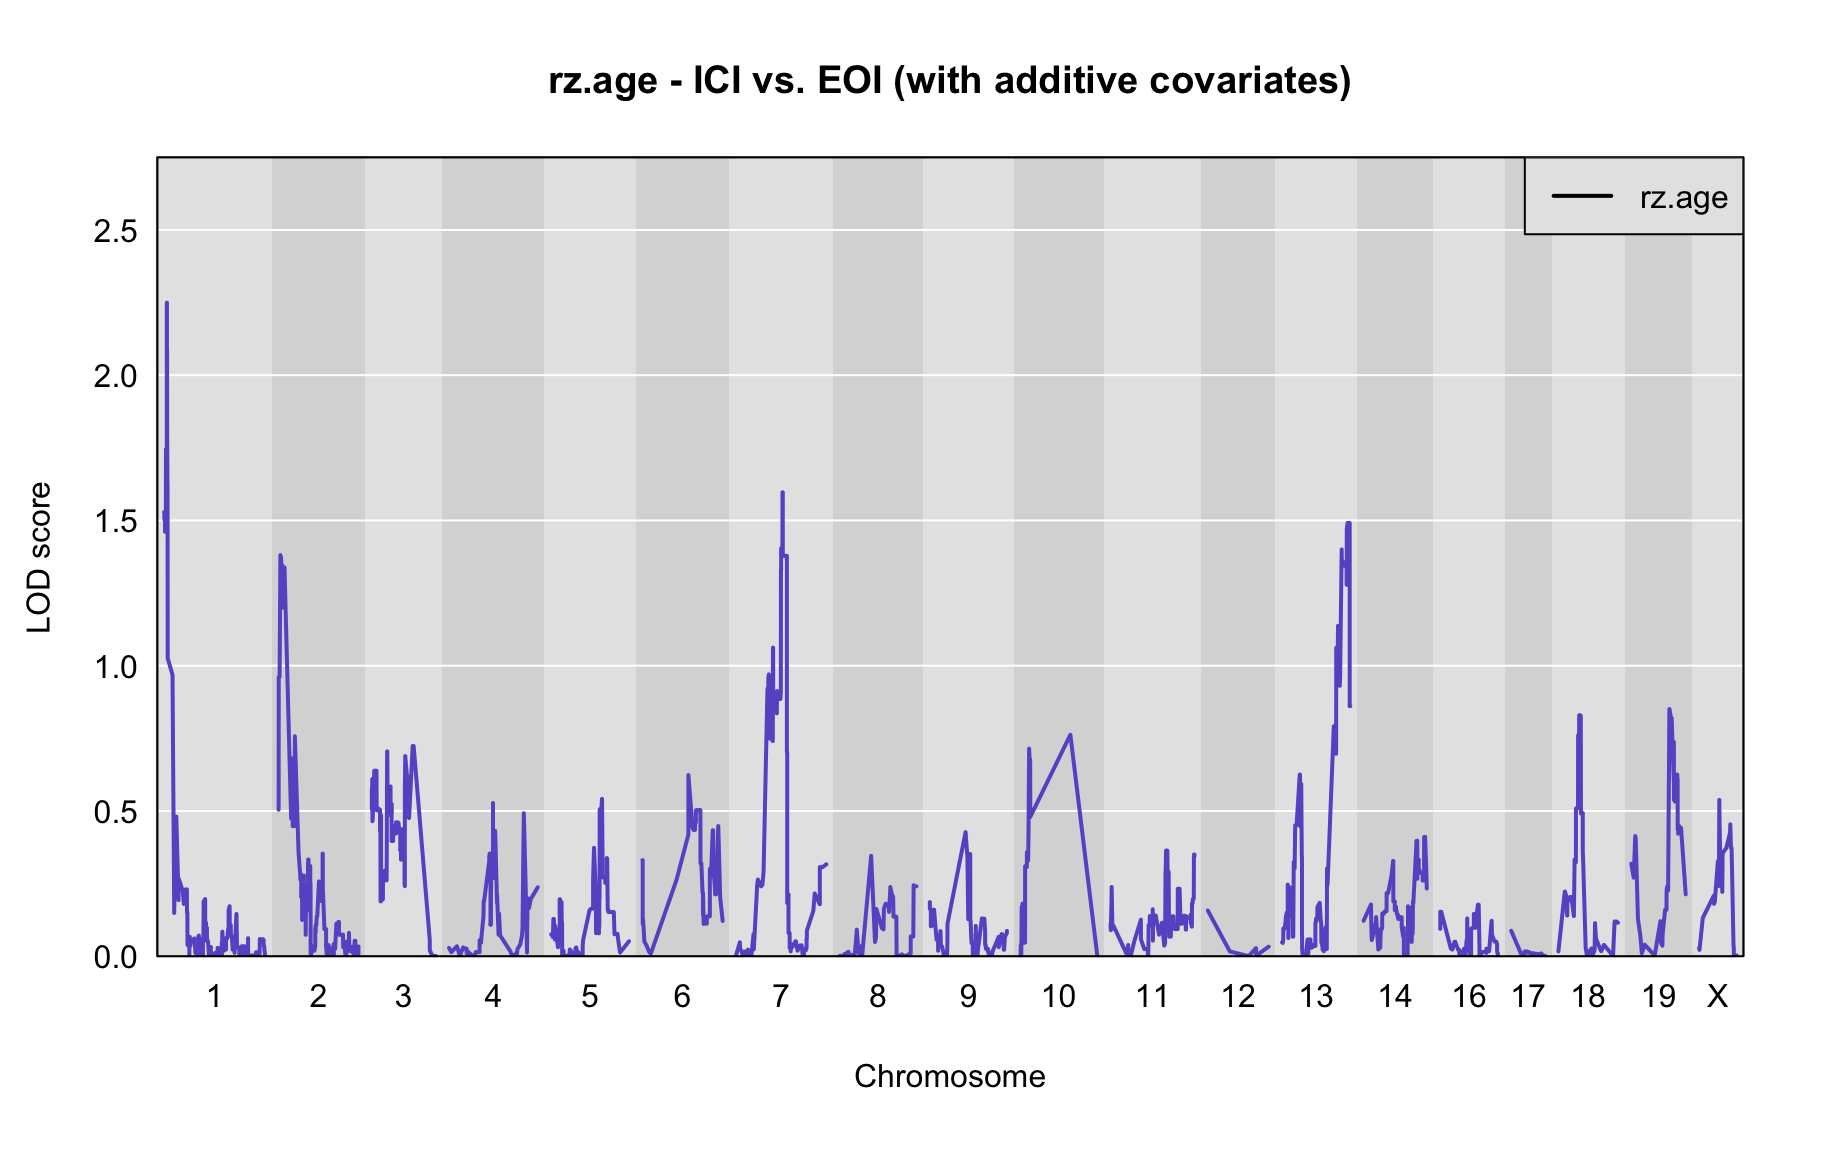 rz.age - ICI vs. EOI (with additive covariates)
rz.age
2.5
2.0
1.5
1.0
0.5
0.0
LOD score
1 2 3 4 5 6 7 8 9 10 11 12 13 14 16 17 18 19 X
Chromosome